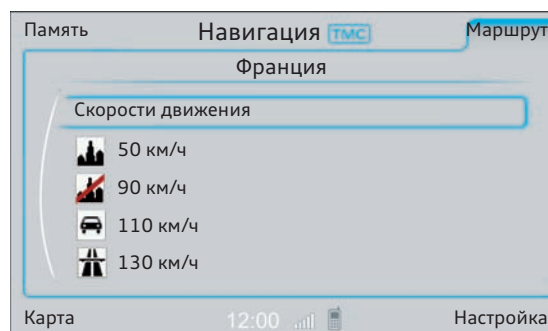 Память Навигация TMC Маршрут
Франция
Скорости движения
50 км/ч
90 км/ч
110 км/ч
130 км/ч
Карта 12:00 Настройка